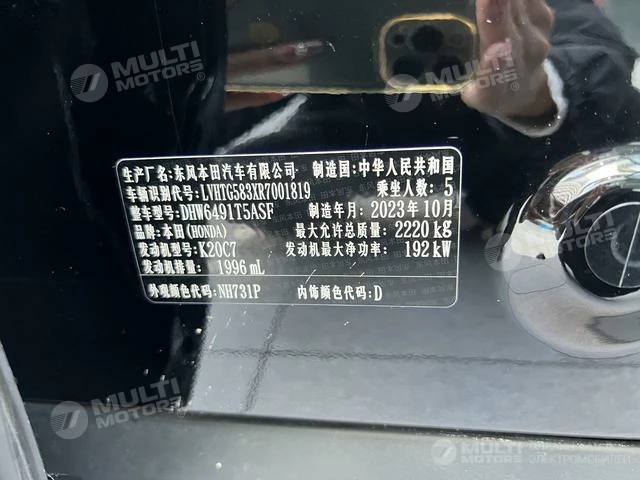 MULTI MOTORS®
MULTI MOTORS®
生产厂名:东风本田汽车有限公司 制造国:中华人民共和国
车辆识别代号:LVHTG583XR7001819 乘坐人数:5
整车型号:DHW6491T5ASF 制造年月:2023年10月
品牌:本田(HONDA) 最大允许总质量:2220 kg
发动机型号:K20C7 发动机最大净功率:192 kW
发动机排量:1996 mL
外观颜色代码:NH731P 内饰颜色代码:D
MULTI MOTORS®
MULTI MOTORS®
ЭЛЕКТРОМОБИЛЕЙ